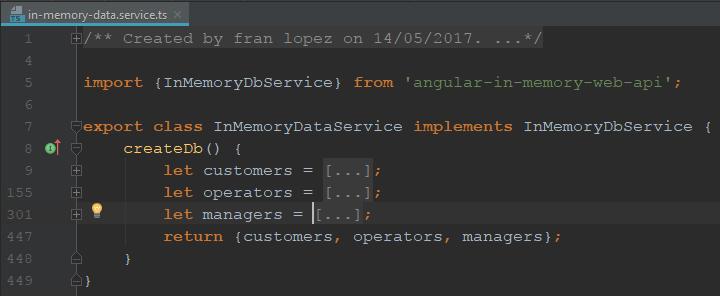 in-memory-data.service.ts
1 /** Created by fran lopez on 14/05/2017. ...*/
4
5 import {InMemoryDbService} from 'angular-in-memory-web-api';
6
7 export class InMemoryDataService implements InMemoryDbService {
8 createDb() {
9 let customers = [...];
155 let operators = [...];
301 let managers = [...];
447 return {customers, operators, managers};
448 }
449 }